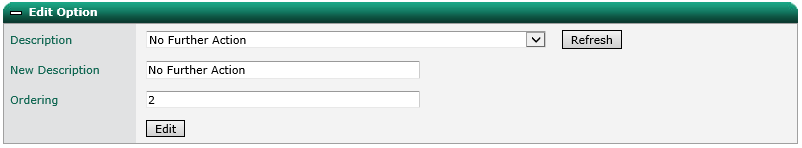 Edit Option
Description No Further Action Refresh
New Description No Further Action
Ordering 2
Edit